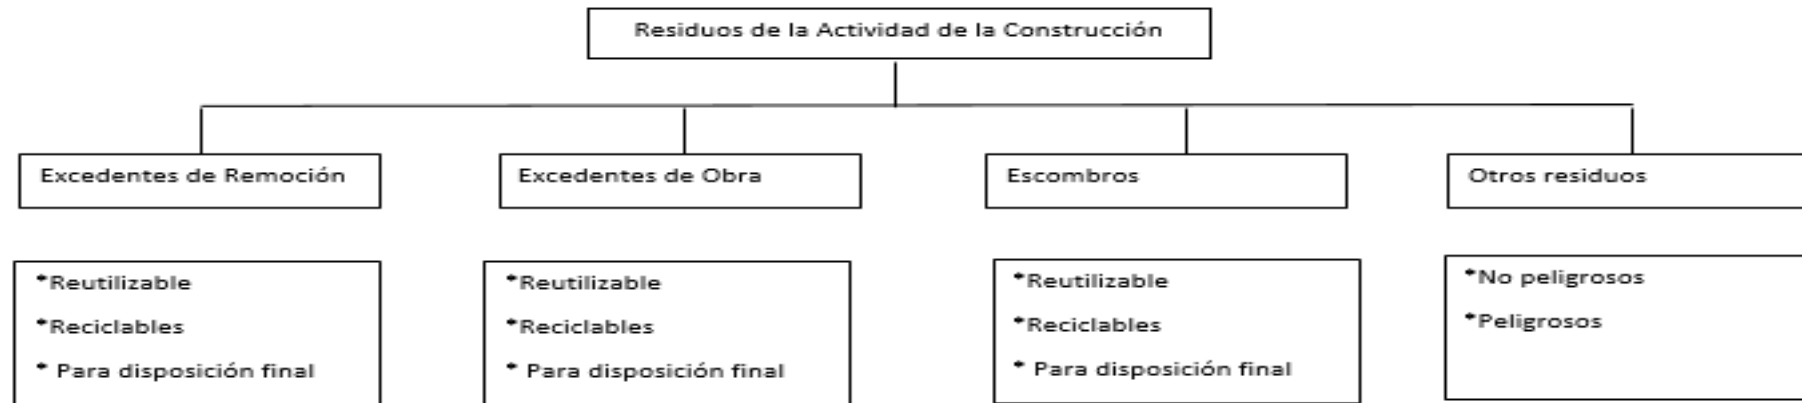 Residuos de la Actividad de la Construcción
Excedentes de Remoción
Excedentes de Obra
Escombros
Otros residuos
*Reutilizable
*Reciclables
* Para disposición final
*Reutilizable
*Reciclables
* Para disposición final
*Reutilizable
*Reciclables
* Para disposición final
*No peligrosos
*Peligrosos